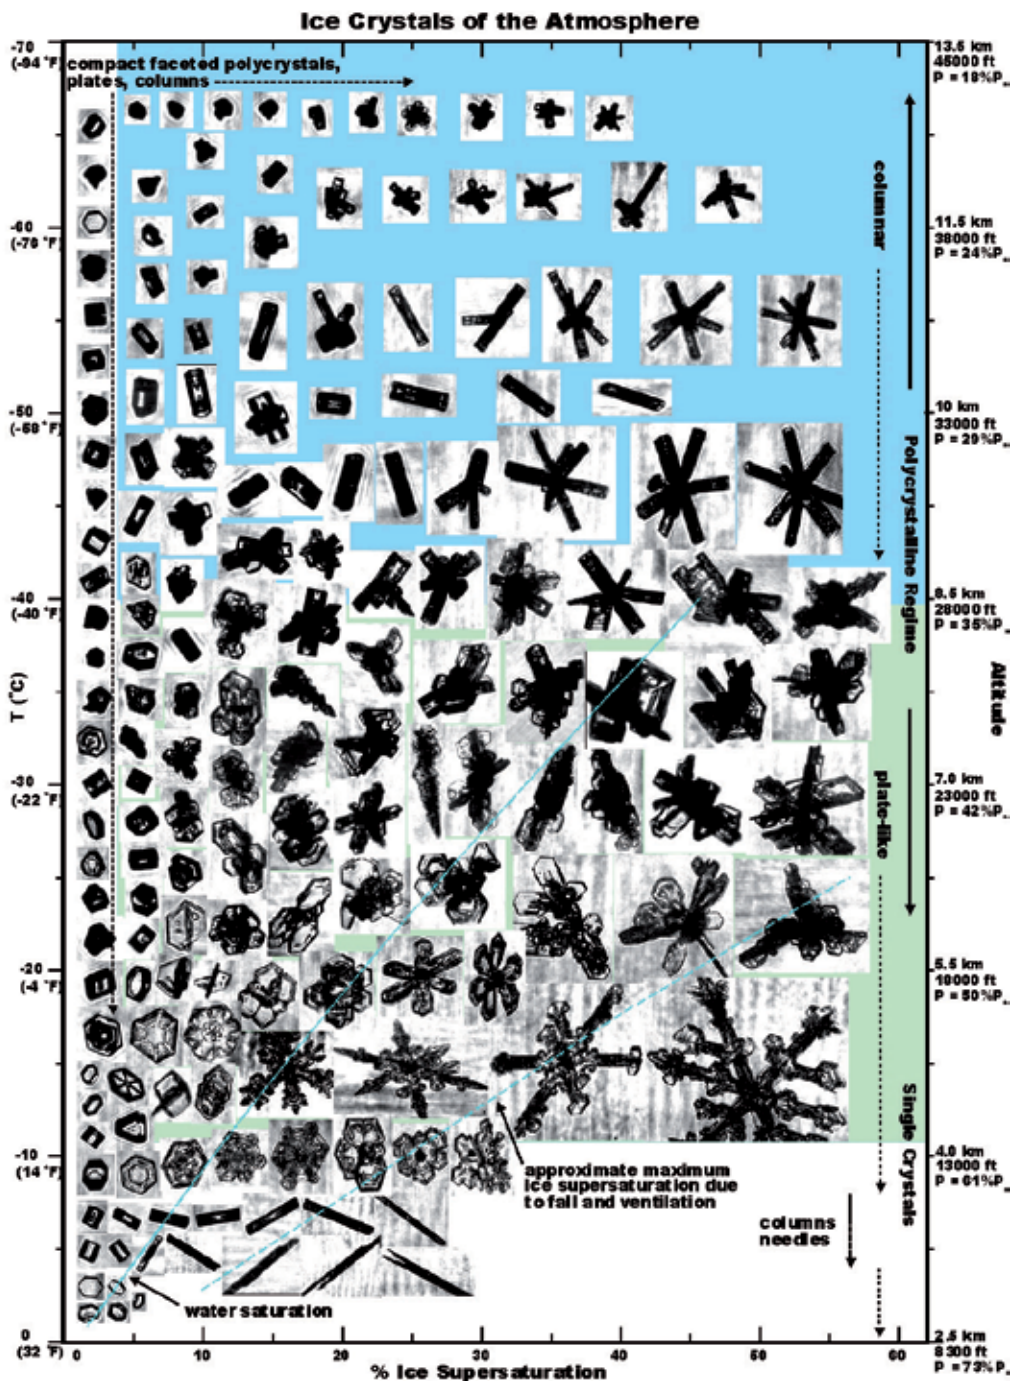 Ice Crystals of the Atmosphere
-70
(-94 °F)
compact faceted polycrystals,
plates, columns
13.5 km
45000 ft
P = 18%P
columnar
-60
(-76 °F)
11.5 km
38000 ft
P = 24%P
-50
(-58 °F)
10 km
33000 ft
P = 29%P
Polycrystalline Regime
-40
(-40 °F)
8.5 km
28000 ft
P = 35%P
T (°C)
Altitude
-30
(-22 °F)
plate-like
7.0 km
23000 ft
P = 42%P
-20
(-4 °F)
5.5 km
18000 ft
P = 50%P
Single Crystals
-10
(14 °F)
4.0 km
13000 ft
P = 61%P
approximate maximum
ice supersaturation due
to fall and ventilation
columns
needles
water saturation
0
(32 °F)
2.5 km
8300 ft
P = 73%P
0 10 20 30 40 50 60
% Ice Supersaturation